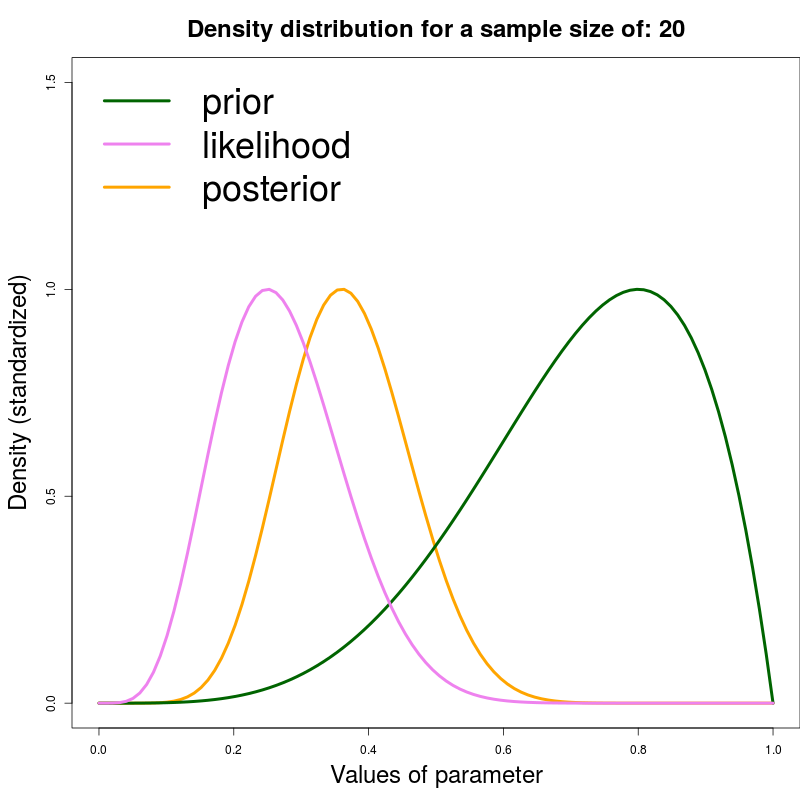 Density distribution for a sample size of: 20
prior
likelihood
posterior
Density (standardized)
1.5
1.0
0.5
0.0
0.0 0.2 0.4 0.6 0.8 1.0
Values of parameter